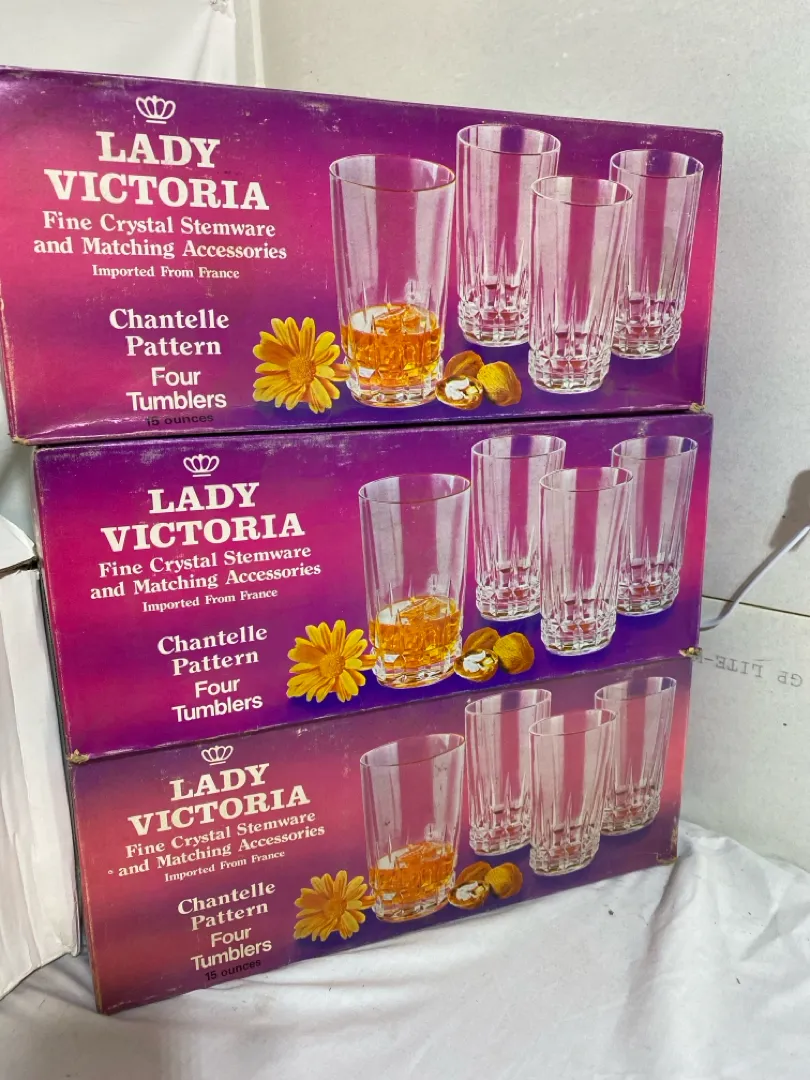 LADY
VICTORIA
Fine Crystal Stemware
and Matching Accessories
Imported From France
Chantelle
Pattern
Four
Tumblers
15 ounces
LADY
VICTORIA
Fine Crystal Stemware
and Matching Accessories
Imported From France
Chantelle
Pattern
Four
Tumblers
LADY
VICTORIA
Fine Crystal Stemware
and Matching Accessories
Imported From France
Chantelle
Pattern
Four
Tumblers
15 ounces
GP LITE-